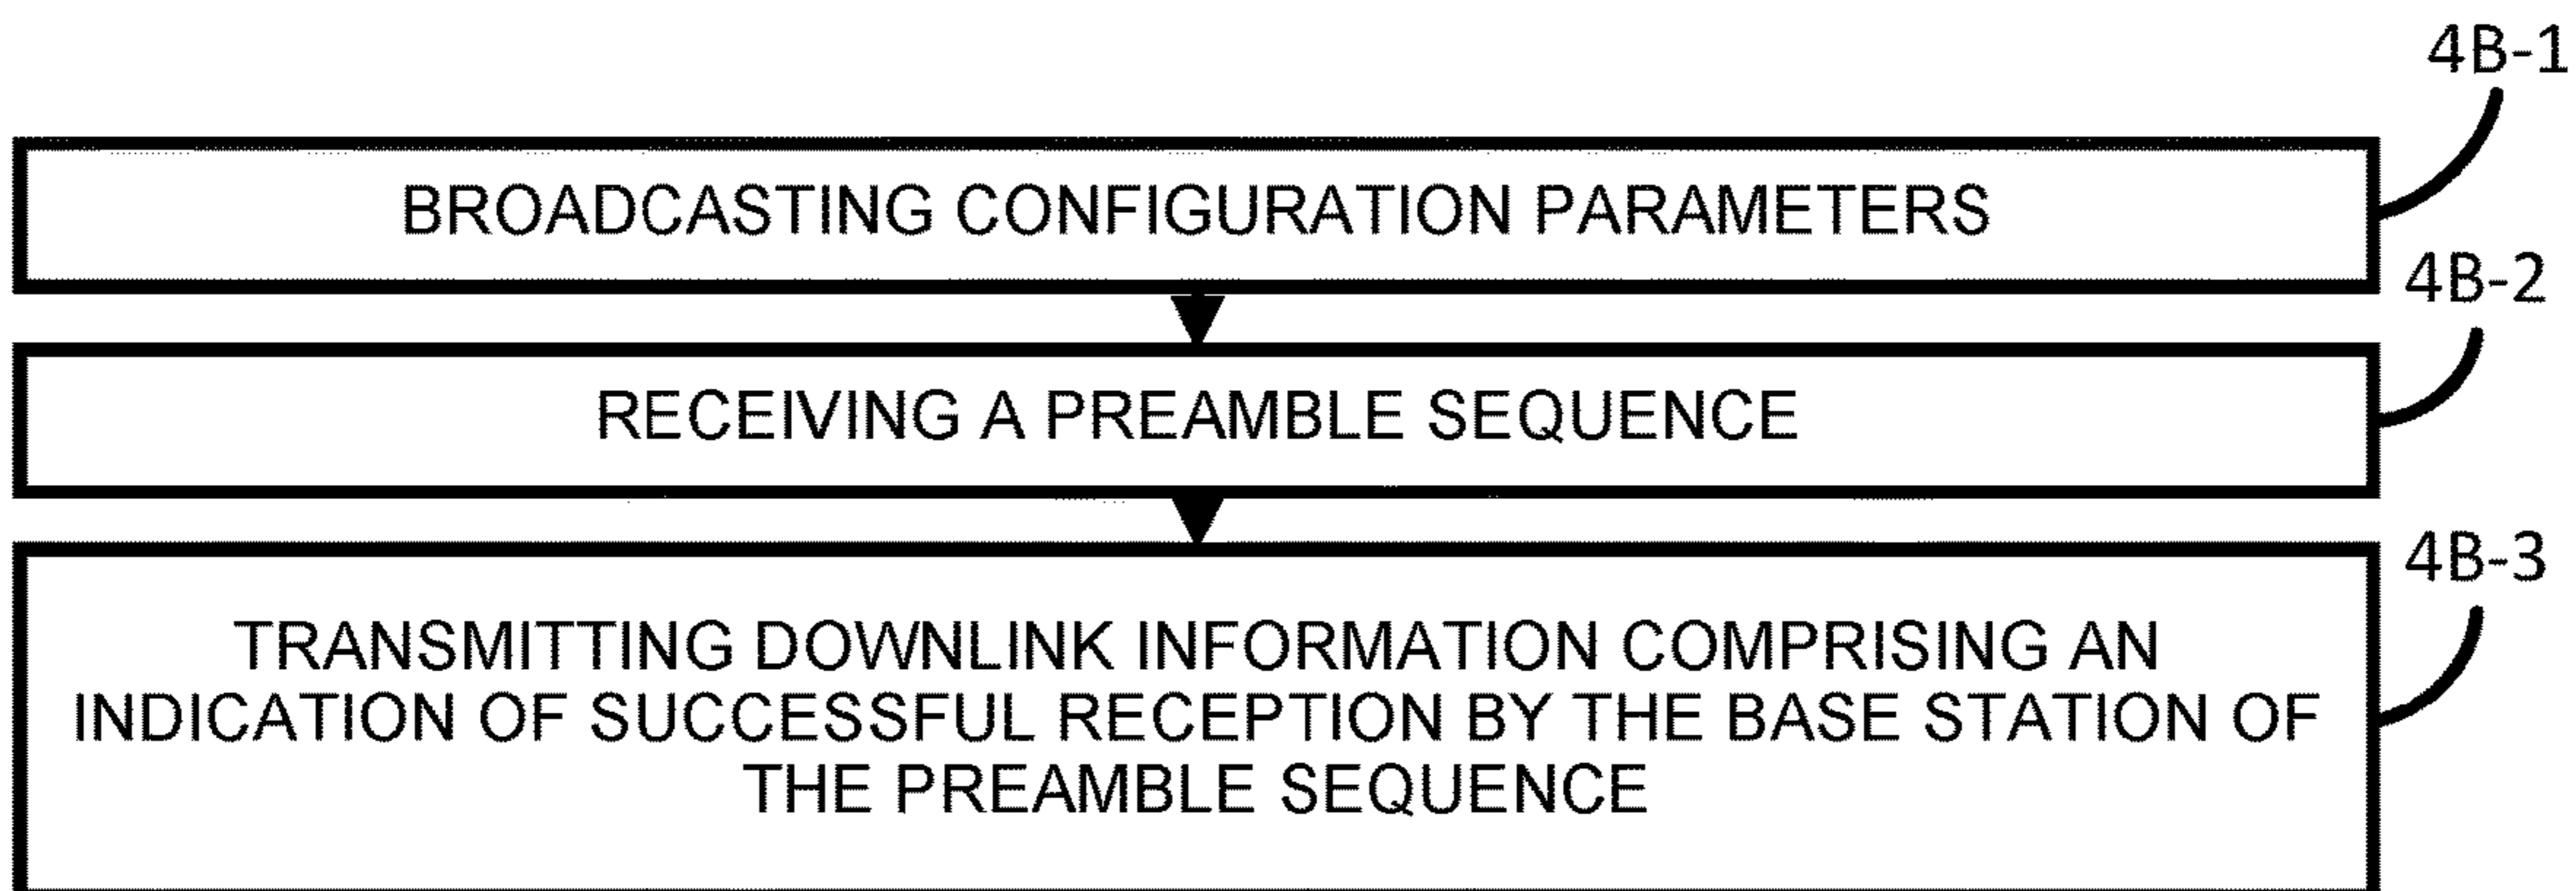 4B-1
BROADCASTING CONFIGURATION PARAMETERS
4B-2
RECEIVING A PREAMBLE SEQUENCE
4B-3
TRANSMITTING DOWNLINK INFORMATION COMPRISING AN
INDICATION OF SUCCESSFUL RECEPTION BY THE BASE STATION OF
THE PREAMBLE SEQUENCE